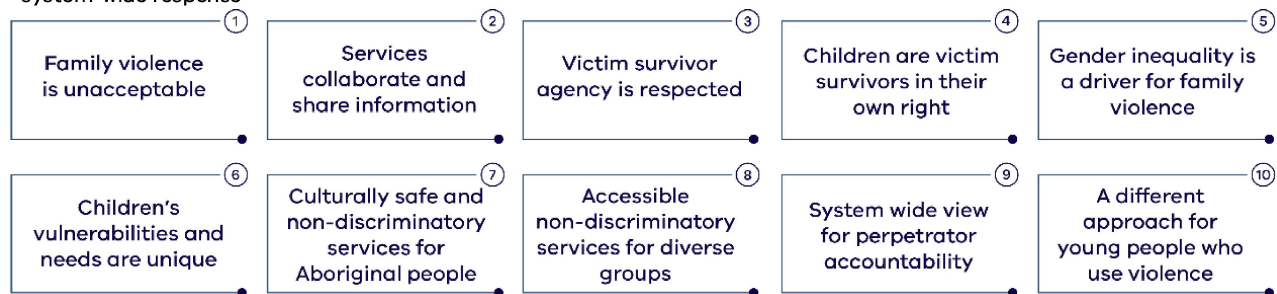 system-wide response
1
Family violence
is unacceptable
2
Services
collaborate and
share information
3
Victim survivor
agency is respected
4
Children are victim
survivors in their
own right
5
Gender inequality is
a driver for family
violence
6
Children's
vulnerabilities and
needs are unique
7
Culturally safe and
non-discriminatory
services for
Aboriginal people
8
Accessible
non-discriminatory
services for diverse
groups
9
System wide view
for perpetrator
accountability
10
A different
approach for
young people who
use violence